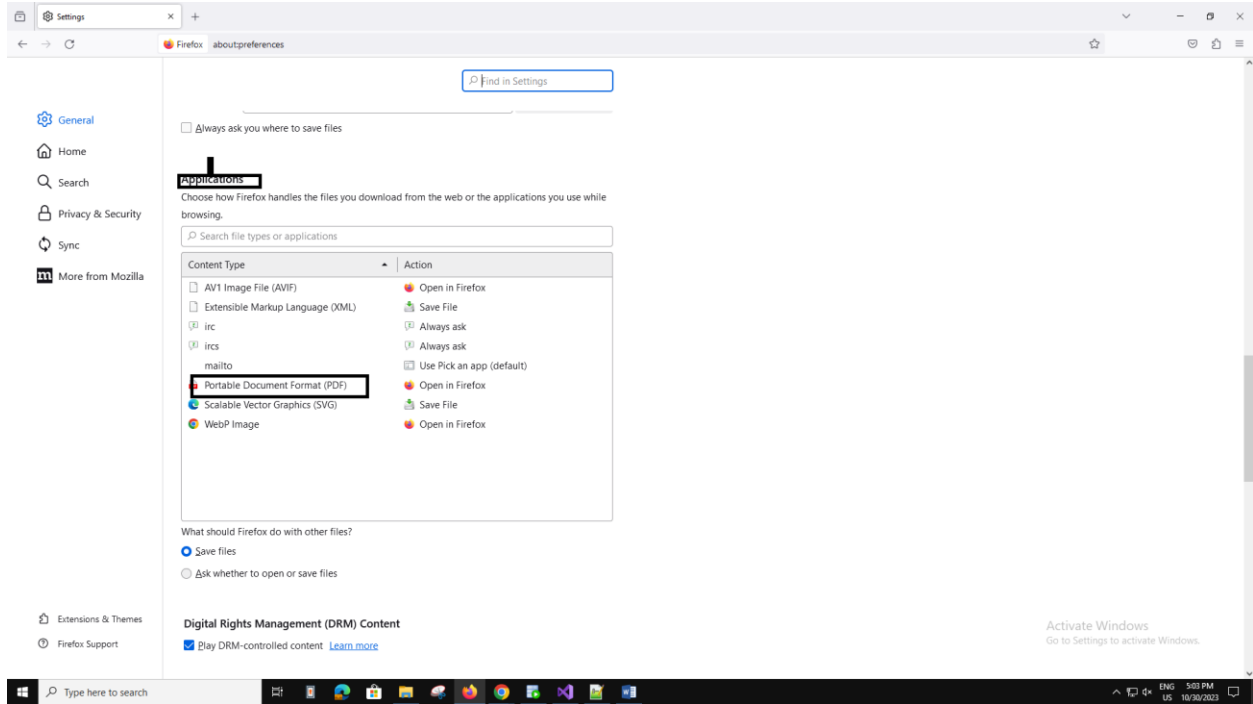 Settings
Firefox about:preferences
Find in Settings
General
Home
Search
Privacy & Security
Sync
More from Mozilla
Always ask you where to save files
Applications
Choose how Firefox handles the files you download from the web or the applications you use while
browsing.
Search file types or applications
Content Type Action
AV1 Image File (AVIF) Open in Firefox
Extensible Markup Language (XML) Save File
irc Always ask
ircs Always ask
mailto Use Pick an app (default)
Portable Document Format (PDF) Open in Firefox
Scalable Vector Graphics (SVG) Save File
WebP Image Open in Firefox
What should Firefox do with other files?
Save files
Ask whether to open or save files
Extensions & Themes
Firefox Support
Digital Rights Management (DRM) Content
Play DRM-controlled content Learn more
Activate Windows
Go to Settings to activate Windows.
Type here to search
ENG 5:03 PM
US 10/30/2023